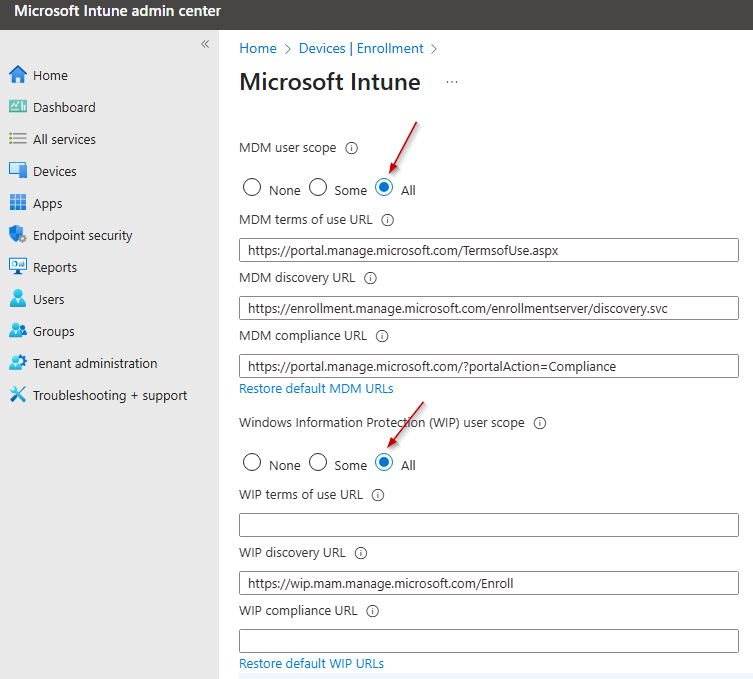 Microsoft Intune admin center
«
Home
Dashboard
All services
Devices
Apps
Endpoint security
Reports
Users
Groups
Tenant administration
Troubleshooting + support
Home > Devices | Enrollment >
Microsoft Intune ...
MDM user scope
None Some All
MDM terms of use URL
https://portal.manage.microsoft.com/TermsofUse.aspx
MDM discovery URL
https://enrollment.manage.microsoft.com/enrollmentserver/discovery.svc
MDM compliance URL
https://portal.manage.microsoft.com/?portalAction=Compliance
Restore default MDM URLs
Windows Information Protection (WIP) user scope
None Some All
WIP terms of use URL
WIP discovery URL
https://wip.mam.manage.microsoft.com/Enroll
WIP compliance URL
Restore default WIP URLs